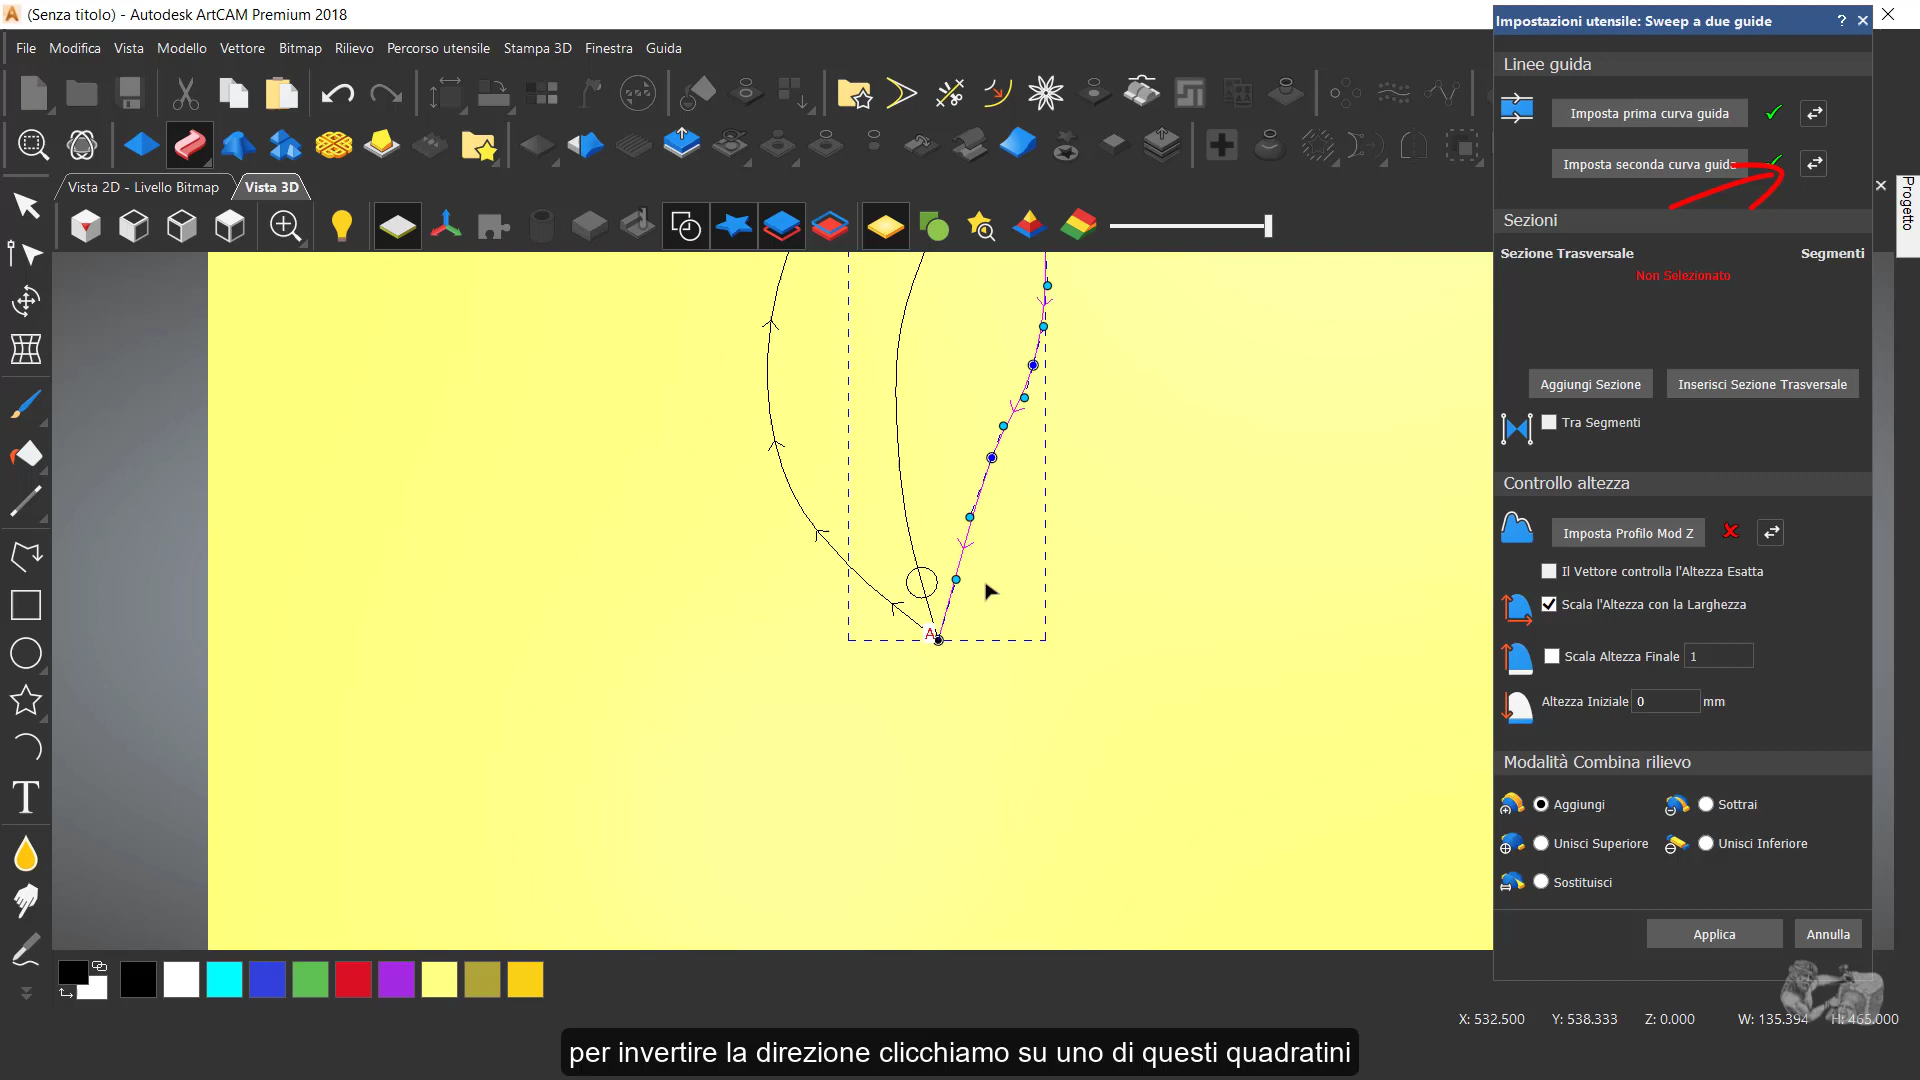 (Senza titolo) - Autodesk ArtCAM Premium 2018
Impostazioni utensile: Sweep a due guide
File Modifica Vista Modello Vettore Bitmap Rilievo Percorso utensile Stampa 3D Finestra Guida
Linee guida
Imposta prima curva guida
Imposta seconda curva guida
Vista 2D - Livello Bitmap
Vista 3D
Progetto
Sezioni
Sezione Trasversale Segmenti
Non Selezionato
Aggiungi Sezione Inserisci Sezione Trasversale
Tra Segmenti
Controllo altezza
Imposta Profilo Mod Z
Il Vettore controlla l'Altezza Esatta
Scala l'Altezza con la Larghezza
Scala Altezza Finale 1
Altezza Iniziale 0 mm
Modalità Combina rilievo
Aggiungi Sottrai
Unisci Superiore Unisci Inferiore
Sostituisci
Applica Annulla
A
T
X: 532.500 Y: 538.333 Z: 0.000 W: 135.394 H: 465.000
per invertire la direzione clicchiamo su uno di questi quadratini